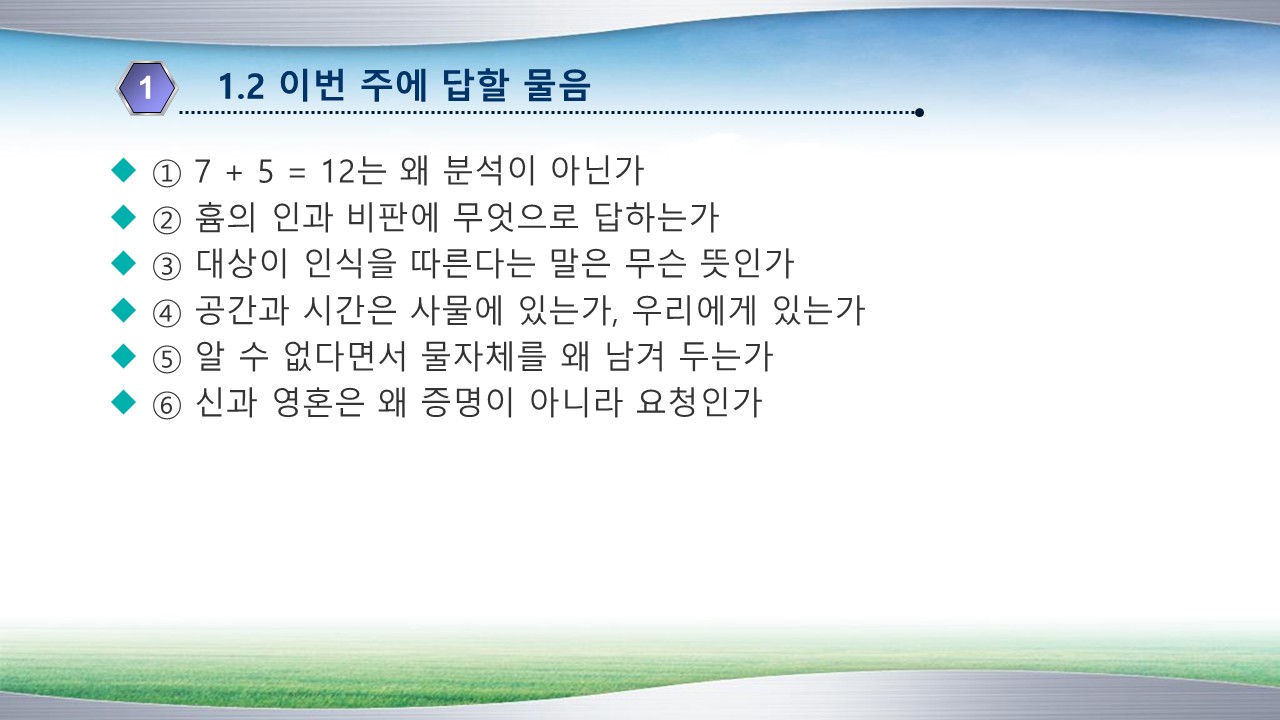 1
1.2 이번 주에 답할 물음
① 7 + 5 = 12는 왜 분석이 아닌가
② 흄의 인과 비판에 무엇으로 답하는가
③ 대상이 인식을 따른다는 말은 무슨 뜻인가
④ 공간과 시간은 사물에 있는가, 우리에게 있는가
⑤ 알 수 없다면서 물자체를 왜 남겨 두는가
⑥ 신과 영혼은 왜 증명이 아니라 요청인가